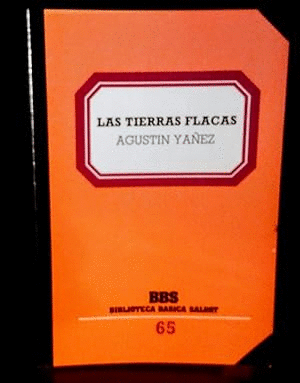 LAS TIERRAS FLACAS
AGUSTIN YAÑEZ
BBS
BIBLIOTECA BASICA SALVAT
65